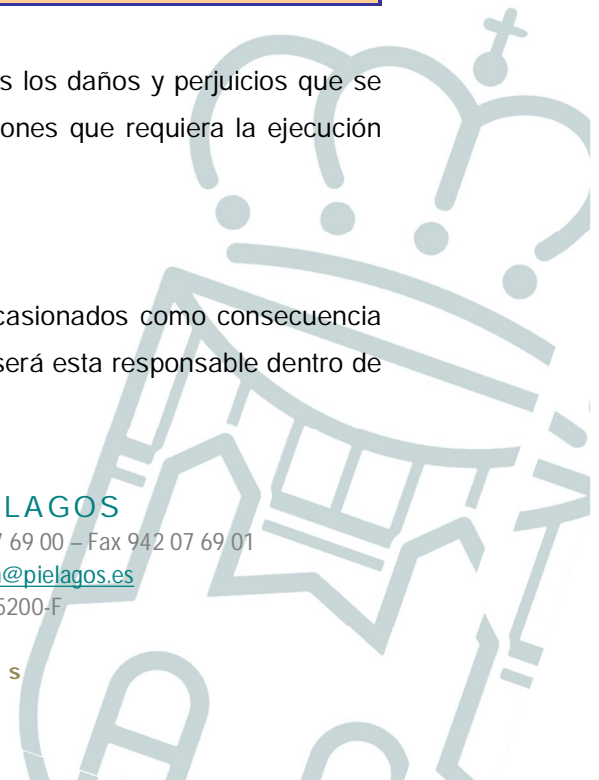 s los daños y perjuicios que se
ones que requiera la ejecución
casionados como consecuencia
será esta responsable dentro de
LAGOS
7 69 00 – Fax 942 07 69 01
@pielagos.es
5200-F
s